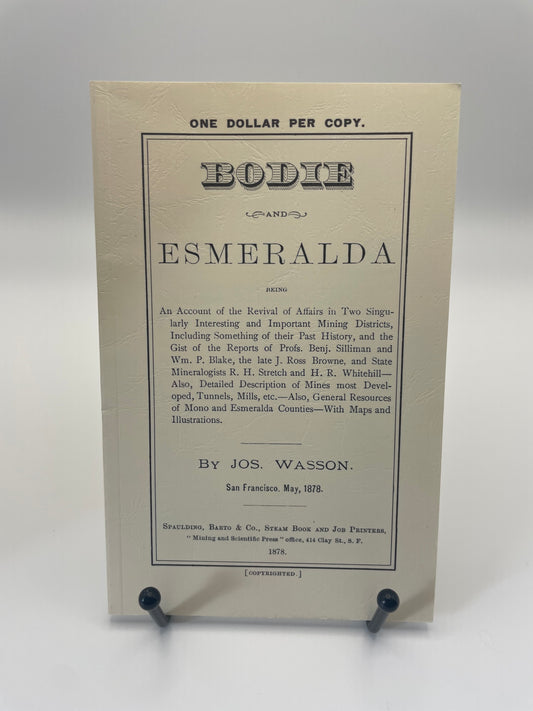 ONE DOLLAR PER COPY.
BODIE
AND
ESMERALDA
BEING
An Account of the Revival of Affairs in Two Singu-
larly Interesting and Important Mining Districts,
Including Something of their Past History, and the
Gist of the Reports of Profs. Benj. Silliman and
Wm. P. Blake, the late J. Ross Browne, and State
Mineralogists R. H. Stretch and H. R. Whitehill—
Also, Detailed Description of Mines most Devel-
oped, Tunnels, Mills, etc.—Also, General Resources
of Mono and Esmeralda Counties—With Maps and
Illustrations.
By JOS. WASSON.
San Francisco, May, 1878.
Spaulding, Barto & Co., Steam Book and Job Printers,
"Mining and Scientific Press" office, 414 Clay St., S. F.
1878.
[COPYRIGHTED.]